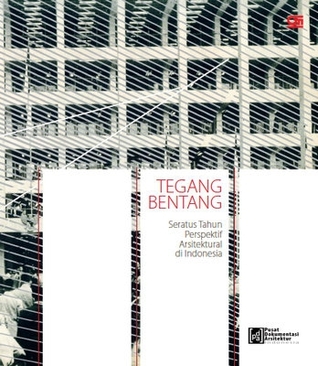 TEGANG
BENTANG
Seratus Tahun
Perspektif
Arsitektural
di Indonesia
Pusat
Dokumentasi
Arsitektur